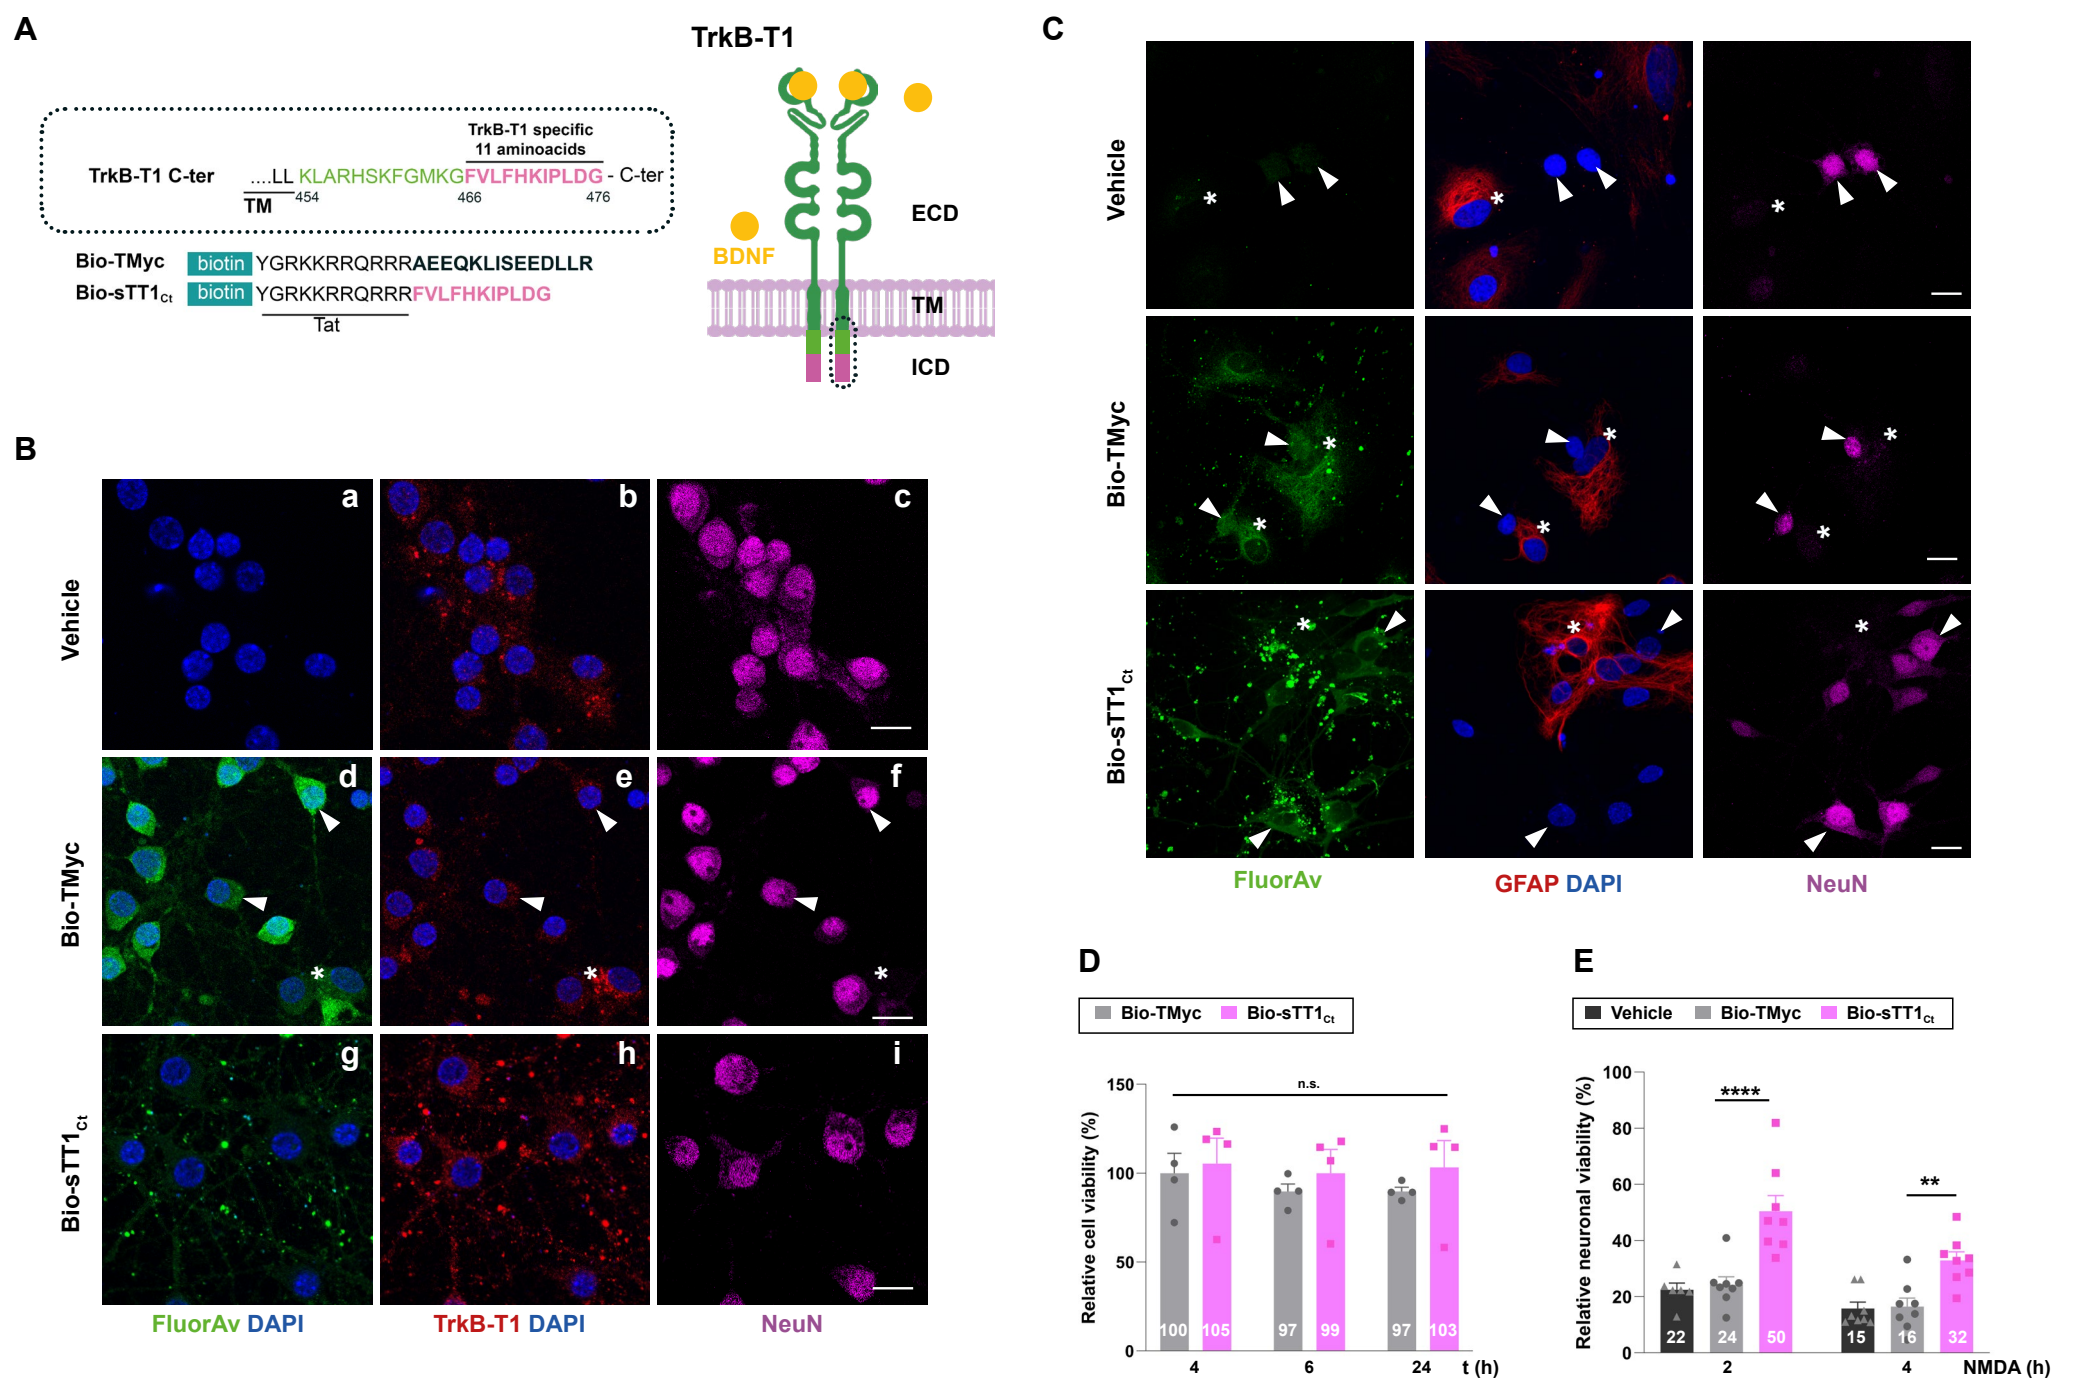 A
TrkB-T1
TrkB-T1 specific
11 aminoacids
TrkB-T1 C-ter ....LL KLARHSKFGMKGFVLFHKIPLDG - C-ter
TM 454 466 476
Bio-TMyc biotin YGRKKRRQRRRAEEQKLISEEDLLR
Bio-sTT1Ct biotin YGRKKRRQRRRFVLFHKIPLDG
Tat
BDNF
ECD
TM
ICD
B
Vehicle
a b c
Bio-TMyc
d e f
* * *
Bio-sTT1Ct
g h i
FluorAv DAPI TrkB-T1 DAPI NeuN
C
Vehicle
* * *
Bio-TMyc
* * *
* * *
Bio-sTT1Ct
* * *
FluorAv GFAP DAPI NeuN
D
Bio-TMyc Bio-sTT1Ct
Relative cell viability (%)
n.s.
150
100
50
0
100 105 97 99 97 103
4 6 24 t (h)
E
Vehicle Bio-TMyc Bio-sTT1Ct
Relative neuronal viability (%)
100
80
60
40
20
0
****
**
22 24 50 15 16 32
2 4 NMDA (h)